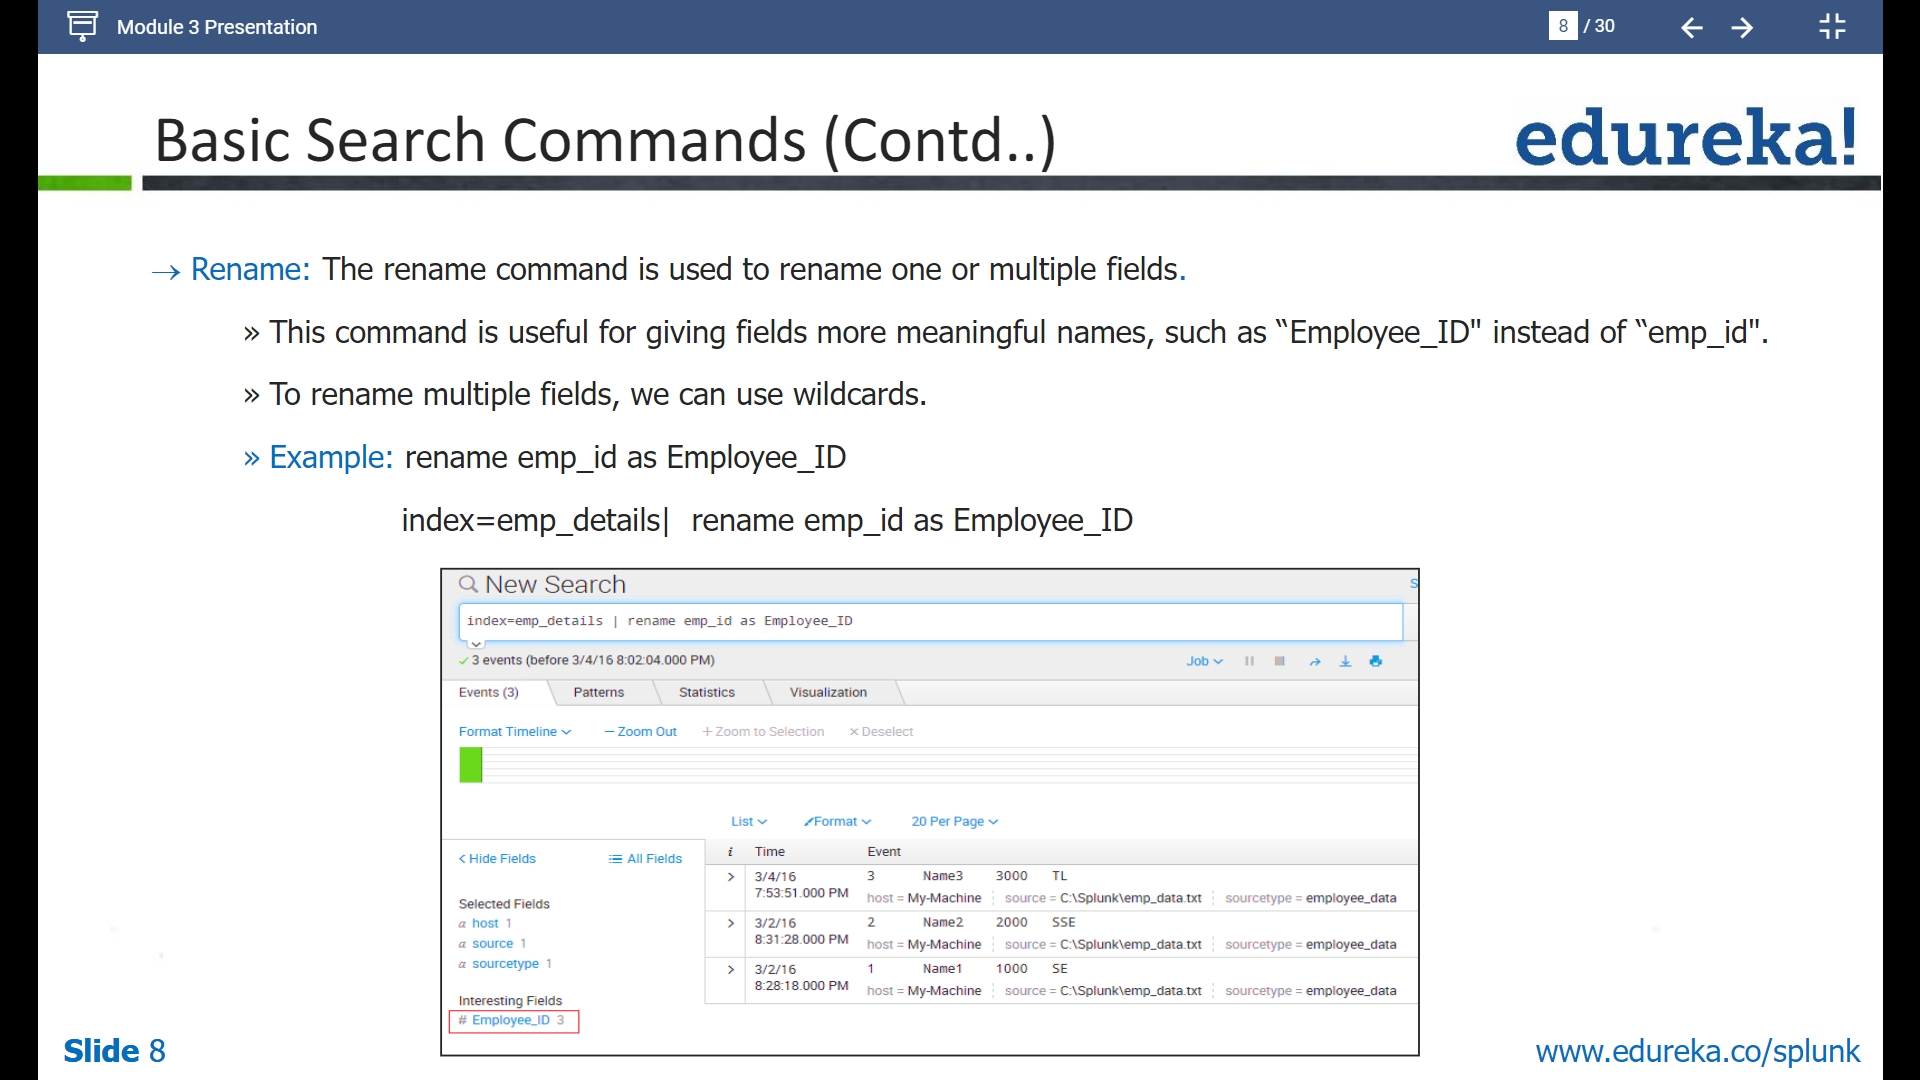 Module 3 Presentation
8 / 30
Basic Search Commands (Contd..)
edureka!
→ Rename: The rename command is used to rename one or multiple fields.
» This command is useful for giving fields more meaningful names, such as “Employee_ID" instead of “emp_id".
» To rename multiple fields, we can use wildcards.
» Example: rename emp_id as Employee_ID
index=emp_details| rename emp_id as Employee_ID
New Search
S
index=emp_details | rename emp_id as Employee_ID
3 events (before 3/4/16 8:02:04.000 PM)
Job
Events (3) Patterns Statistics Visualization
Format Timeline — Zoom Out + Zoom to Selection × Deselect
List Format 20 Per Page
< Hide Fields All Fields
i Time Event
Selected Fields
a host 1
a source 1
a sourcetype 1
Interesting Fields
# Employee_ID 3
> 3/4/16 3 Name3 3000 TL
7:53:51.000 PM host = My-Machine source = C:\Splunk\emp_data.txt sourcetype = employee_data
> 3/2/16 2 Name2 2000 SSE
8:31:28.000 PM host = My-Machine source = C:\Splunk\emp_data.txt sourcetype = employee_data
> 3/2/16 1 Name1 1000 SE
8:28:18.000 PM host = My-Machine source = C:\Splunk\emp_data.txt sourcetype = employee_data
Slide 8
www.edureka.co/splunk